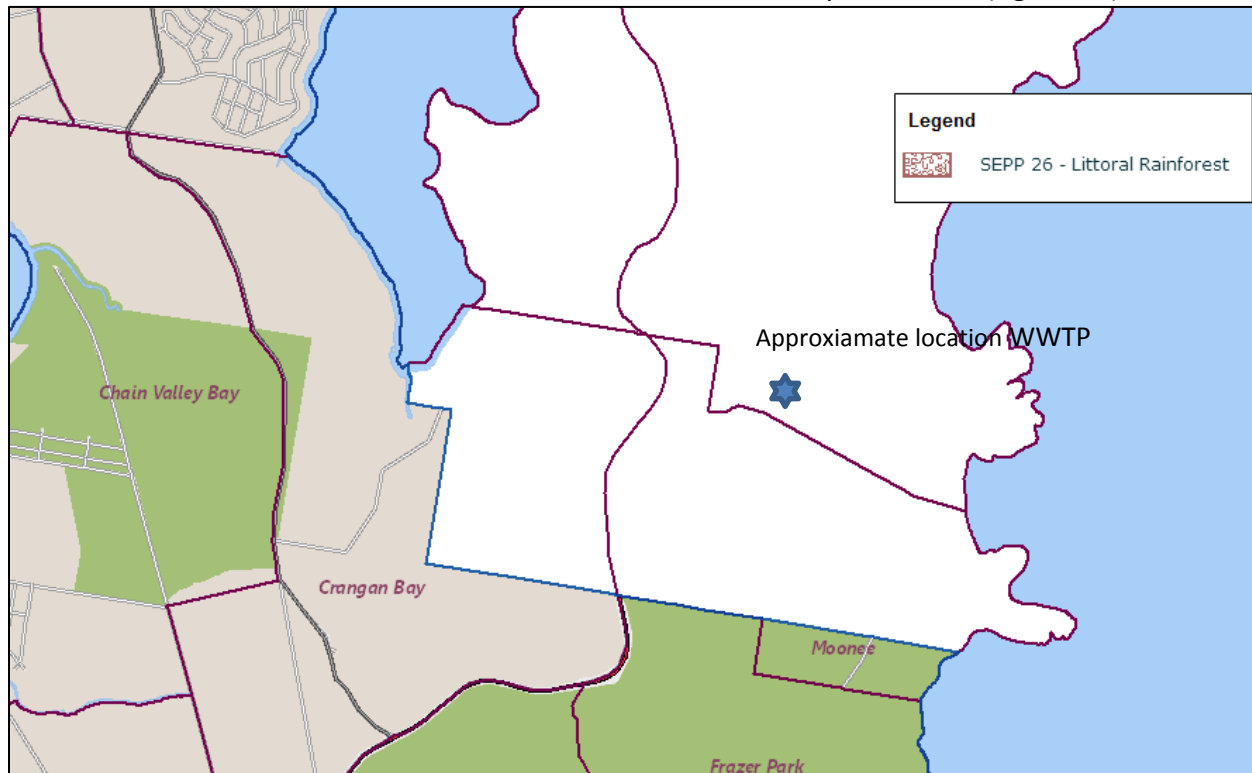 Legend
SEPP 26 - Littoral Rainforest
Approxiamate location WWTP
Chain Valley Bay
Crangan Bay
Moonee
Frazer Park